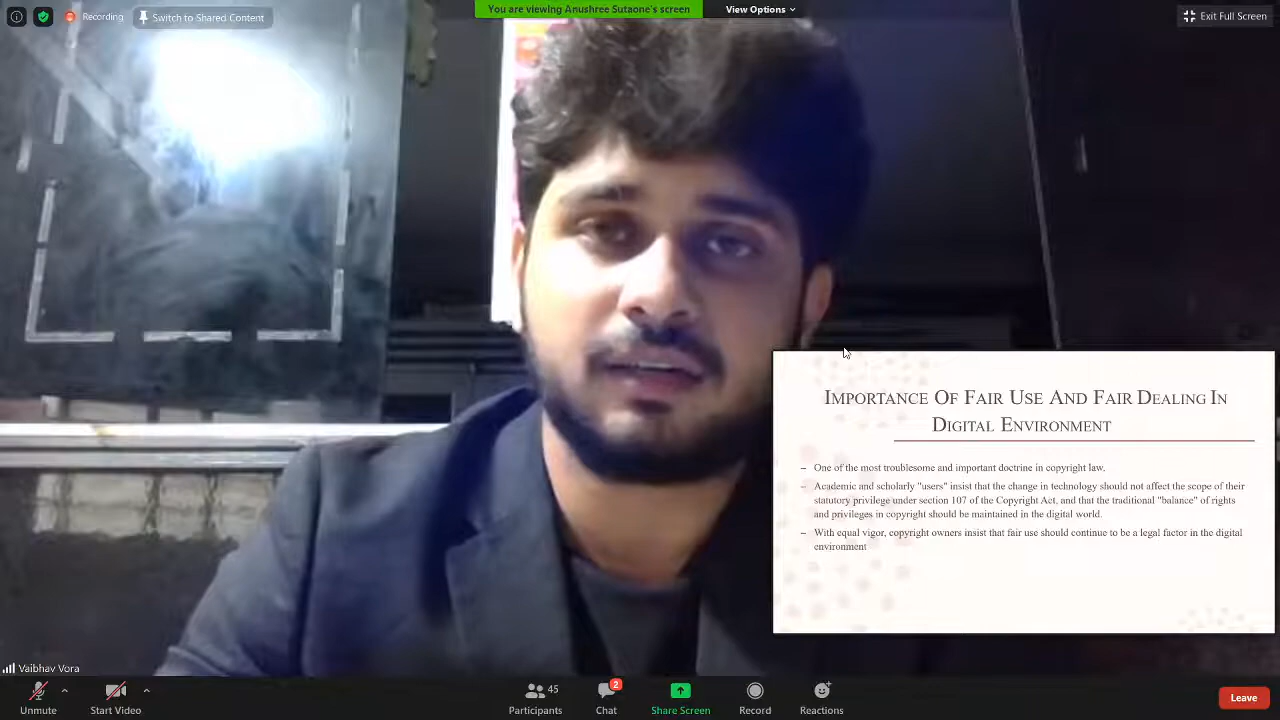 Recording
Switch to Shared Content
You are viewing Anushree Sutaone's screen
View Options
Exit Full Screen
IMPORTANCE OF FAIR USE AND FAIR DEALING IN
DIGITAL ENVIRONMENT
– One of the most troublesome and important doctrine in copyright law.
– Academic and scholarly "users" insist that the change in technology should not affect the scope of their
statutory privilege under section 107 of the Copyright Act, and that the traditional "balance" of rights
and privileges in copyright should be maintained in the digital world.
– With equal vigor, copyright owners insist that fair use should continue to be a legal factor in the digital
environment
Vaibhav Vora
Unmute
Start Video
45
Participants
2
Chat
Share Screen
Record
Reactions
Leave